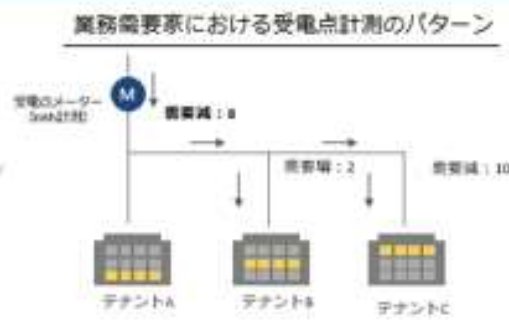 業務需要家における受電点計測のパターン
受電のメーター
M
需要減：8
需要増：2
需要減：10
テナントA
テナントB
テナントC